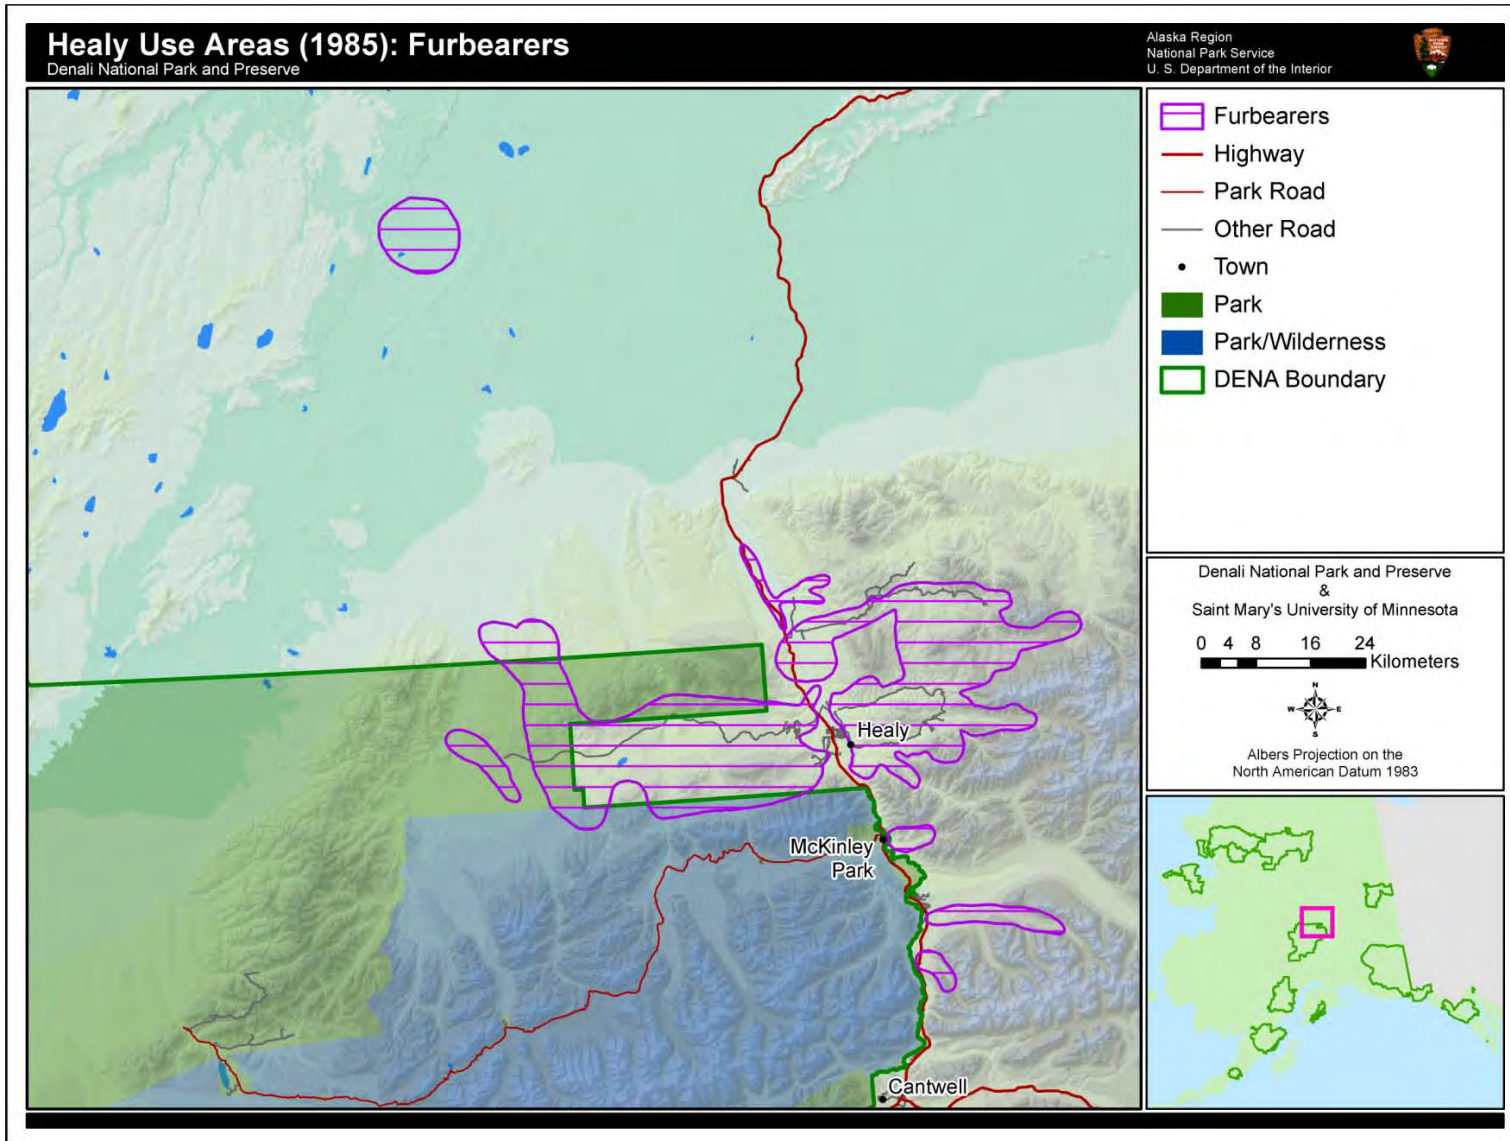 Healy Use Areas (1985): Furbearers
Denali National Park and Preserve
Alaska Region
National Park Service
U. S. Department of the Interior
Furbearers
Highway
Park Road
Other Road
Town
Park
Park/Wilderness
DENA Boundary
Healy
McKinley
Park
Cantwell
Denali National Park and Preserve
&
Saint Mary's University of Minnesota
0 4 8 16 24
Kilometers
N
W E
S
Albers Projection on the
North American Datum 1983